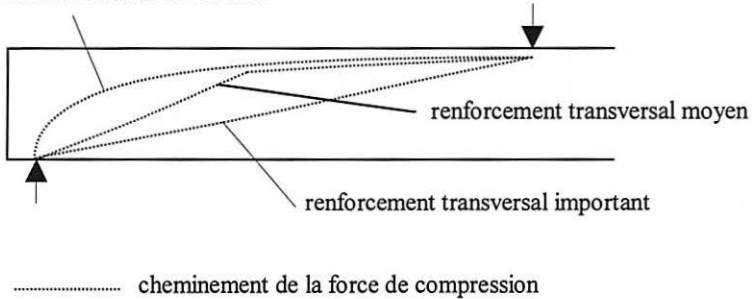 renforcement transversal moyen
renforcement transversal important
cheminement de la force de compression